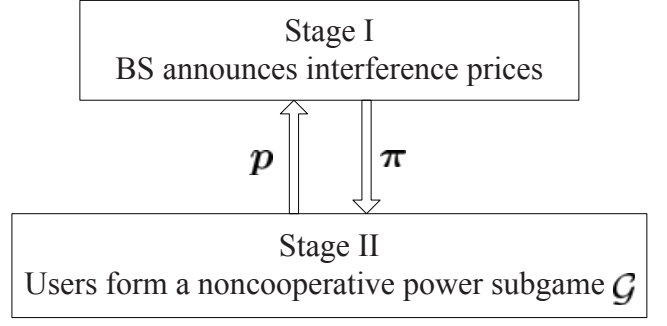 Stage I
BS announces interference prices
p π
Stage II
Users form a noncooperative power subgame 𝒢